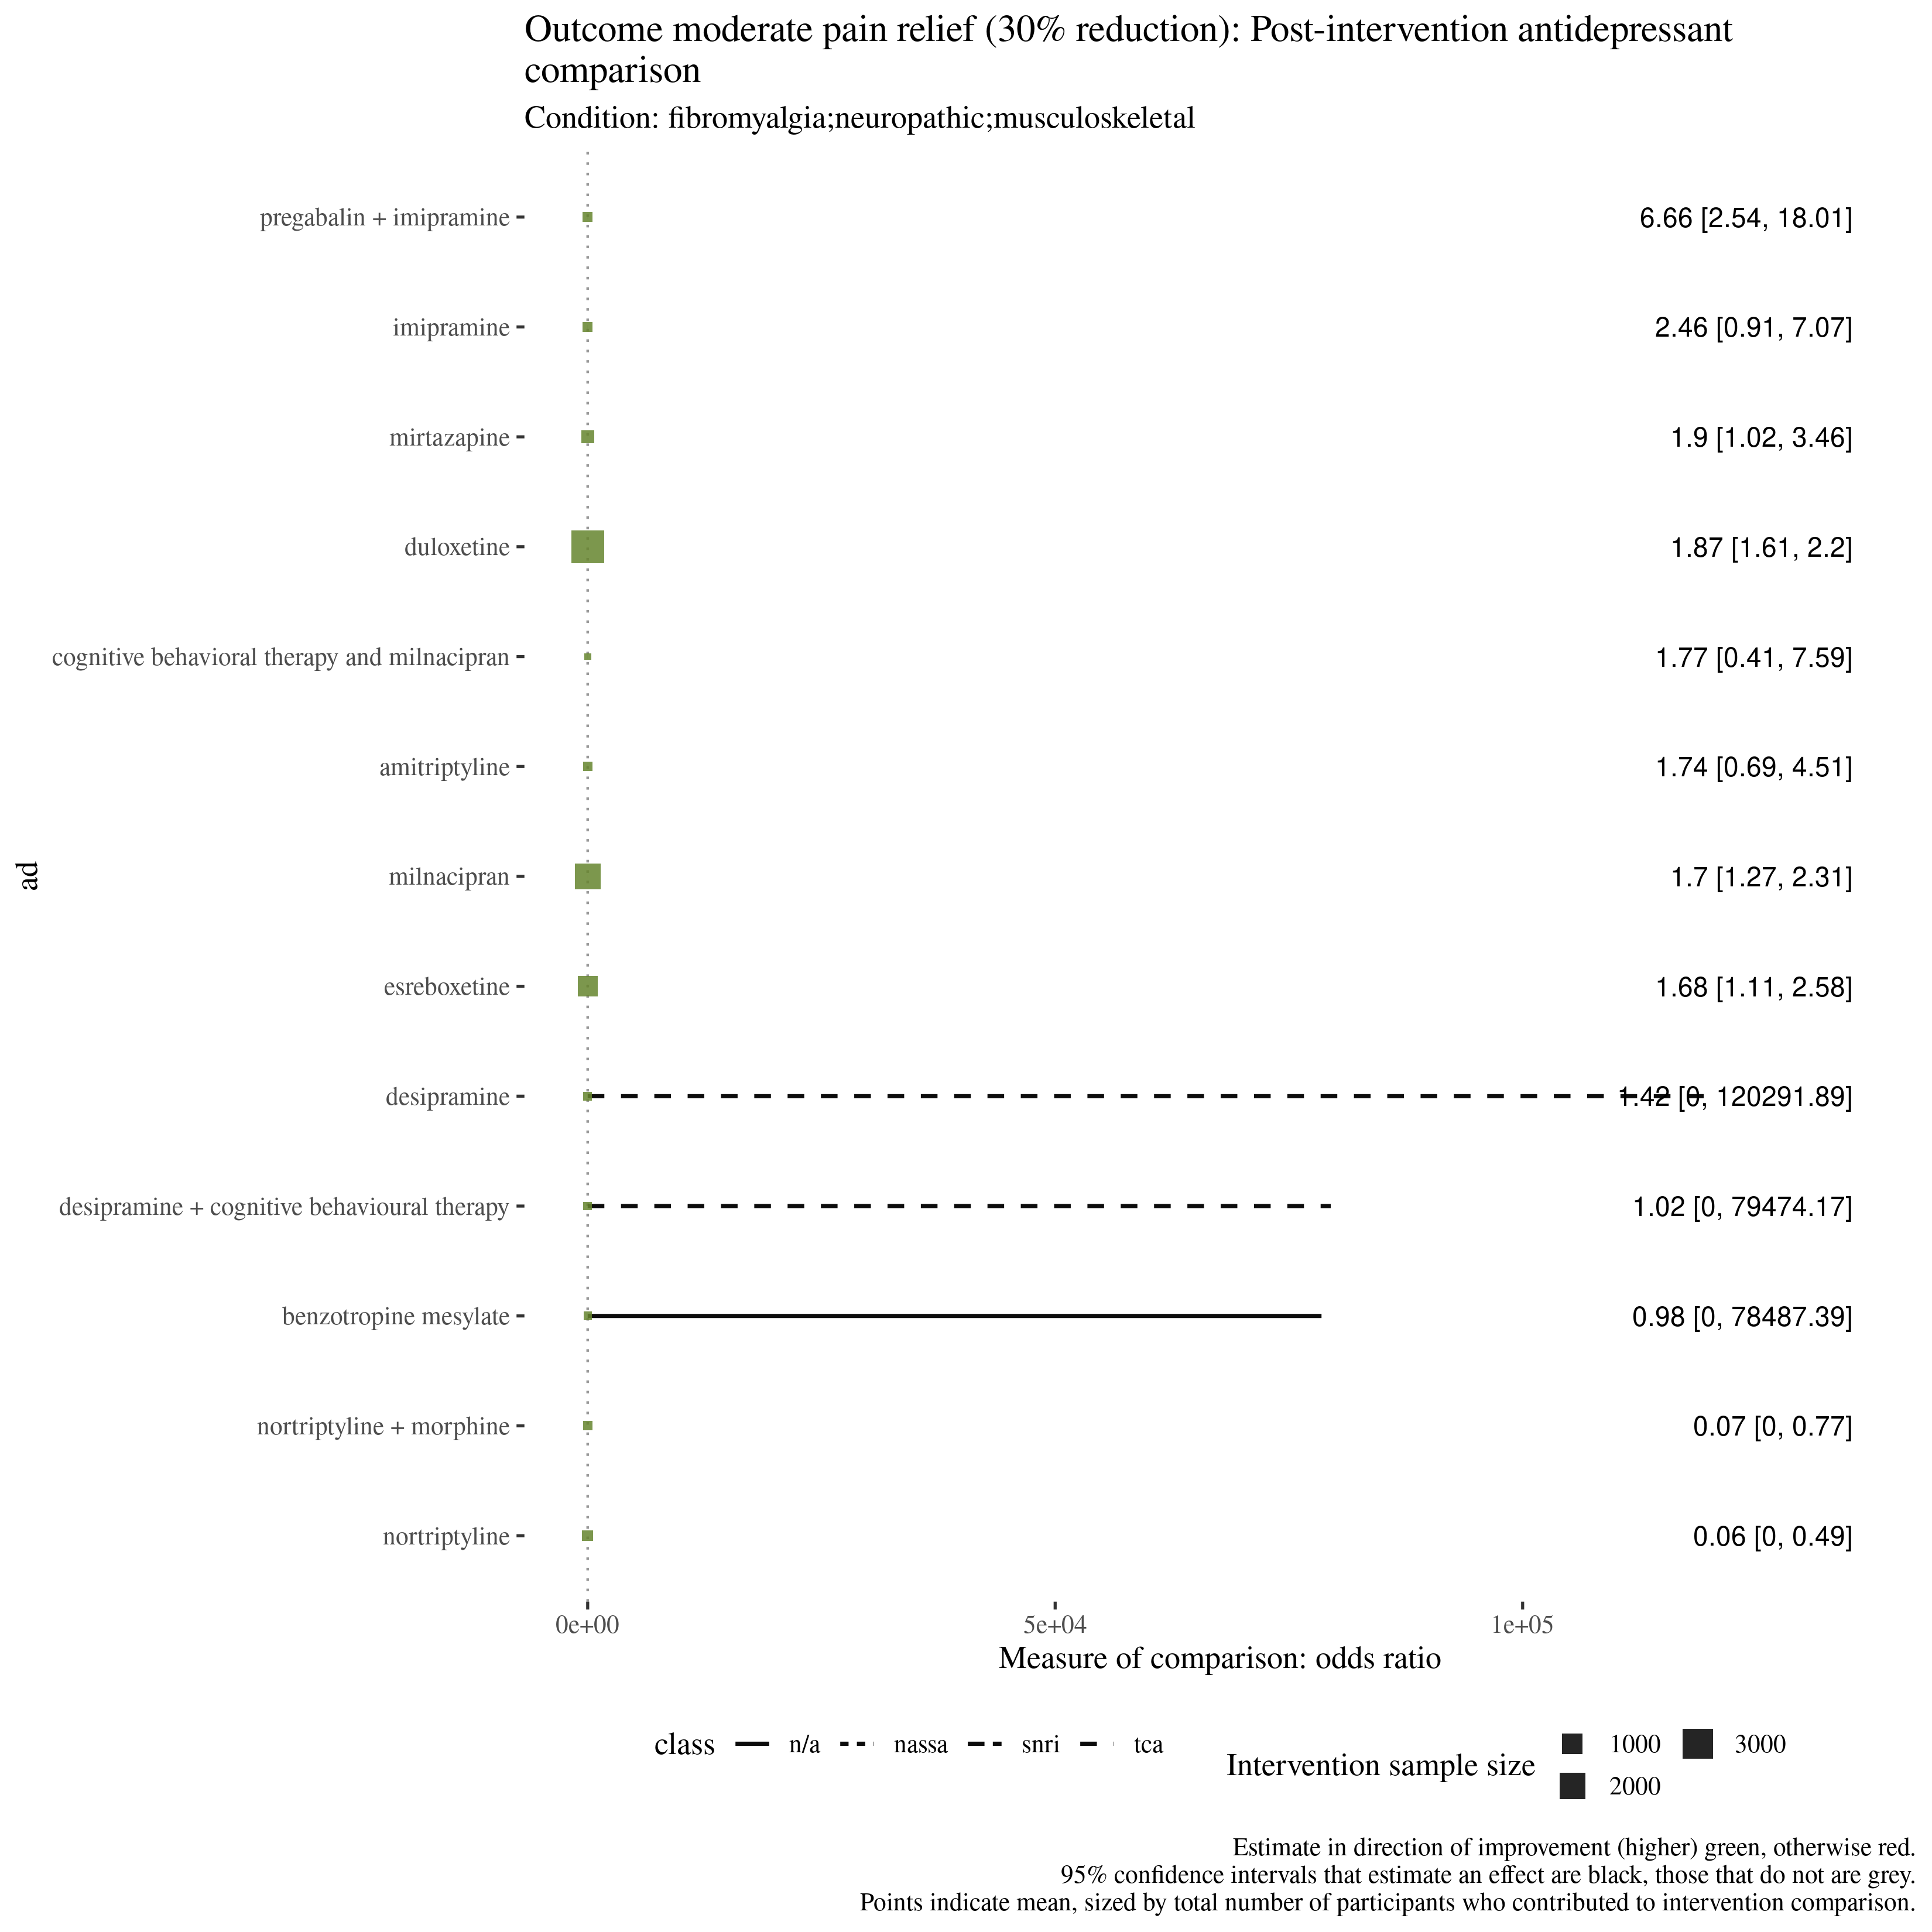 Outcome moderate pain relief (30% reduction): Post-intervention antidepressant
comparison
Condition: fibromyalgia;neuropathic;musculoskeletal
pregabalin + imipramine 6.66 [2.54, 18.01]
imipramine 2.46 [0.91, 7.07]
mirtazapine 1.9 [1.02, 3.46]
duloxetine 1.87 [1.61, 2.2]
cognitive behavioral therapy and milnacipran 1.77 [0.41, 7.59]
amitriptyline 1.74 [0.69, 4.51]
ad
milnacipran 1.7 [1.27, 2.31]
esreboxetine 1.68 [1.11, 2.58]
desipramine 1.42 [0, 120291.89]
desipramine + cognitive behavioural therapy 1.02 [0, 79474.17]
benzotropine mesylate 0.98 [0, 78487.39]
nortriptyline + morphine 0.07 [0, 0.77]
nortriptyline 0.06 [0, 0.49]
0e+00 5e+04 1e+05
Measure of comparison: odds ratio
class n/a nassa snri tca
Intervention sample size 1000 3000
2000
Estimate in direction of improvement (higher) green, otherwise red.
95% confidence intervals that estimate an effect are black, those that do not are grey.
Points indicate mean, sized by total number of participants who contributed to intervention comparison.